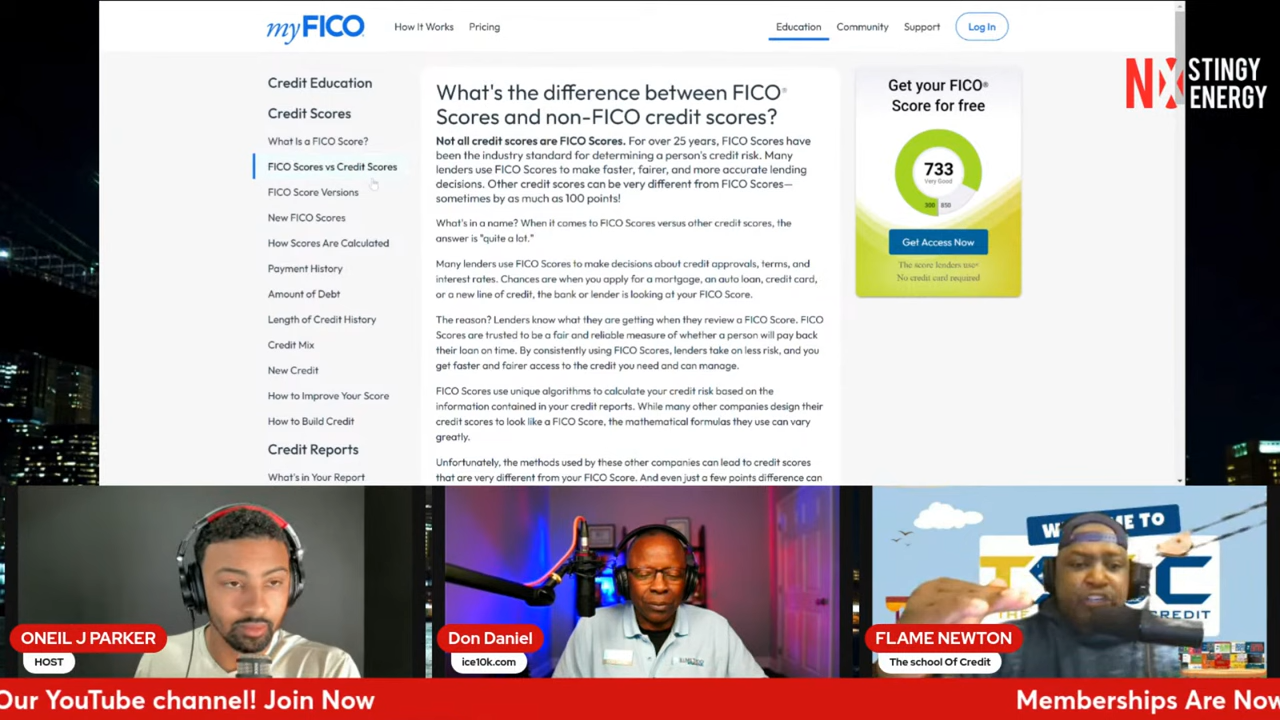 myFICO
How It Works
Pricing
Education
Community
Support
Log In
NX STINGY
ENERGY
Credit Education
Credit Scores
What Is a FICO Score?
FICO Scores vs Credit Scores
FICO Score Versions
New FICO Scores
How Scores Are Calculated
Payment History
Amount of Debt
Length of Credit History
Credit Mix
New Credit
How to Improve Your Score
How to Build Credit
Credit Reports
What's in Your Report
What's the difference between FICO®
Scores and non-FICO credit scores?
Not all credit scores are FICO Scores. For over 25 years, FICO Scores have
been the industry standard for determining a person's credit risk. Many
lenders use FICO Scores to make faster, fairer, and more accurate lending
decisions. Other credit scores can be very different from FICO Scores—
sometimes by as much as 100 points!
What's in a name? When it comes to FICO Scores versus other credit scores, the
answer is "quite a lot."
Many lenders use FICO Scores to make decisions about credit approvals, terms, and
interest rates. Chances are when you apply for a mortgage, an auto loan, credit card,
or a new line of credit, the bank or lender is looking at your FICO Score.
The reason? Lenders know what they are getting when they review a FICO Score. FICO
Scores are trusted to be a fair and reliable measure of whether a person will pay back
their loan on time. By consistently using FICO Scores, lenders take on less risk, and you
get faster and fairer access to the credit you need and can manage.
FICO Scores use unique algorithms to calculate your credit risk based on the
information contained in your credit reports. While many other companies design their
credit scores to look like a FICO Score, the mathematical formulas they use can vary
greatly.
Unfortunately, the methods used by these other companies can lead to credit scores
that are very different from your FICO Score. And even just a few points difference can
Get your FICO®
Score for free
733
Very Good
300 850
Get Access Now
The score lenders use®
No credit card required
WELCOME TO
CREDIT
ONEIL J PARKER
HOST
Don Daniel
ice10k.com
FLAME NEWTON
The school Of Credit
Our YouTube channel! Join Now
Memberships Are Now